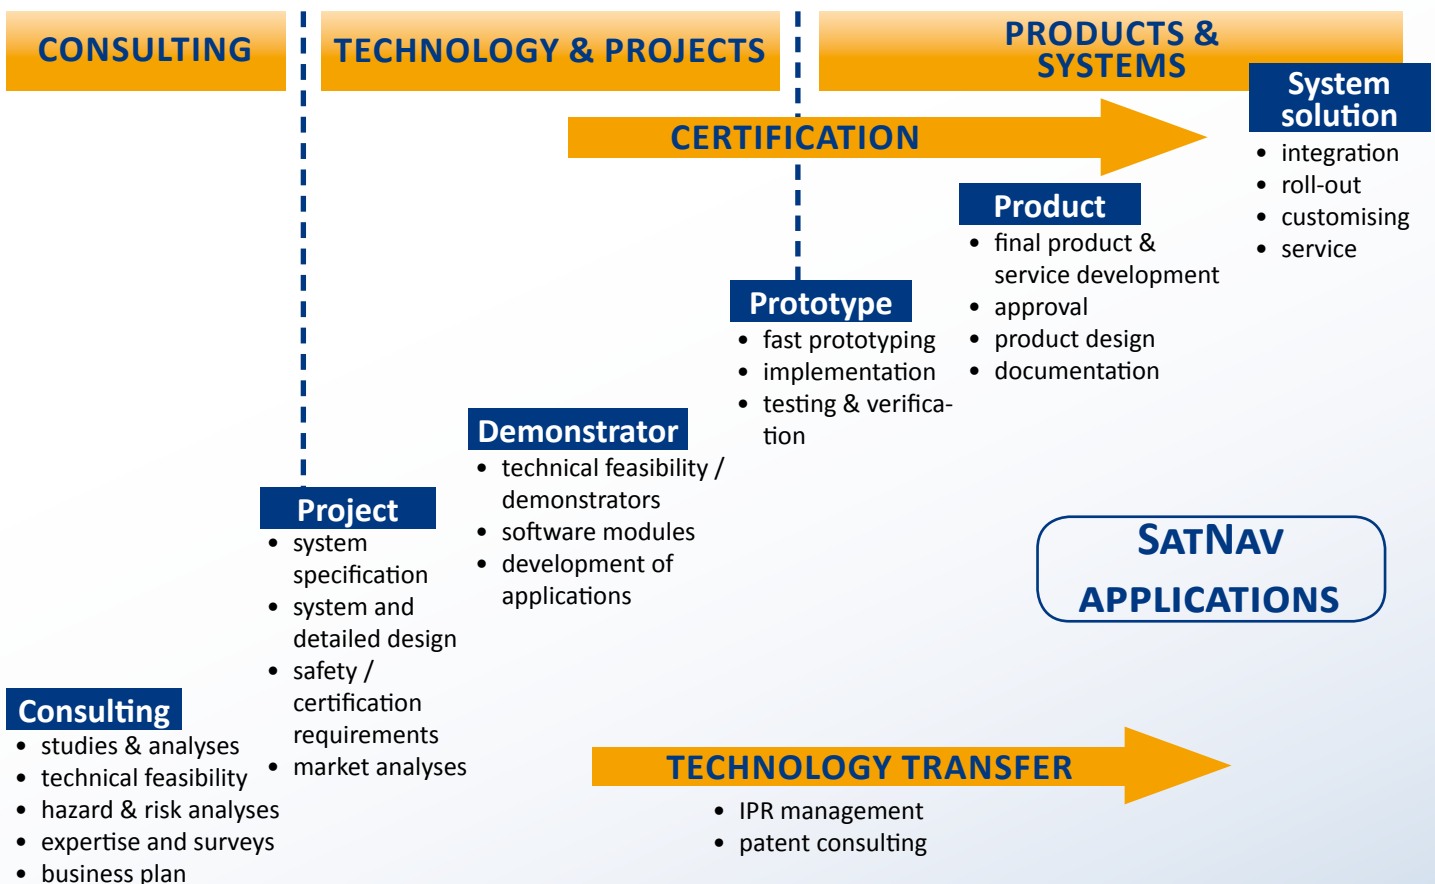 CONSULTING
TECHNOLOGY & PROJECTS
PRODUCTS &
SYSTEMS
CERTIFICATION
System
solution
• integration
• roll-out
• customising
• service
Product
• final product &
service development
• approval
• product design
• documentation
Prototype
• fast prototyping
• implementation
• testing & verifica-
tion
Demonstrator
• technical feasibility /
demonstrators
• software modules
• development of
applications
Project
• system
specification
• system and
detailed design
• safety /
certification
requirements
• market analyses
Consulting
• studies & analyses
• technical feasibility
• hazard & risk analyses
• expertise and surveys
• business plan
SATNAV
APPLICATIONS
TECHNOLOGY TRANSFER
• IPR management
• patent consulting